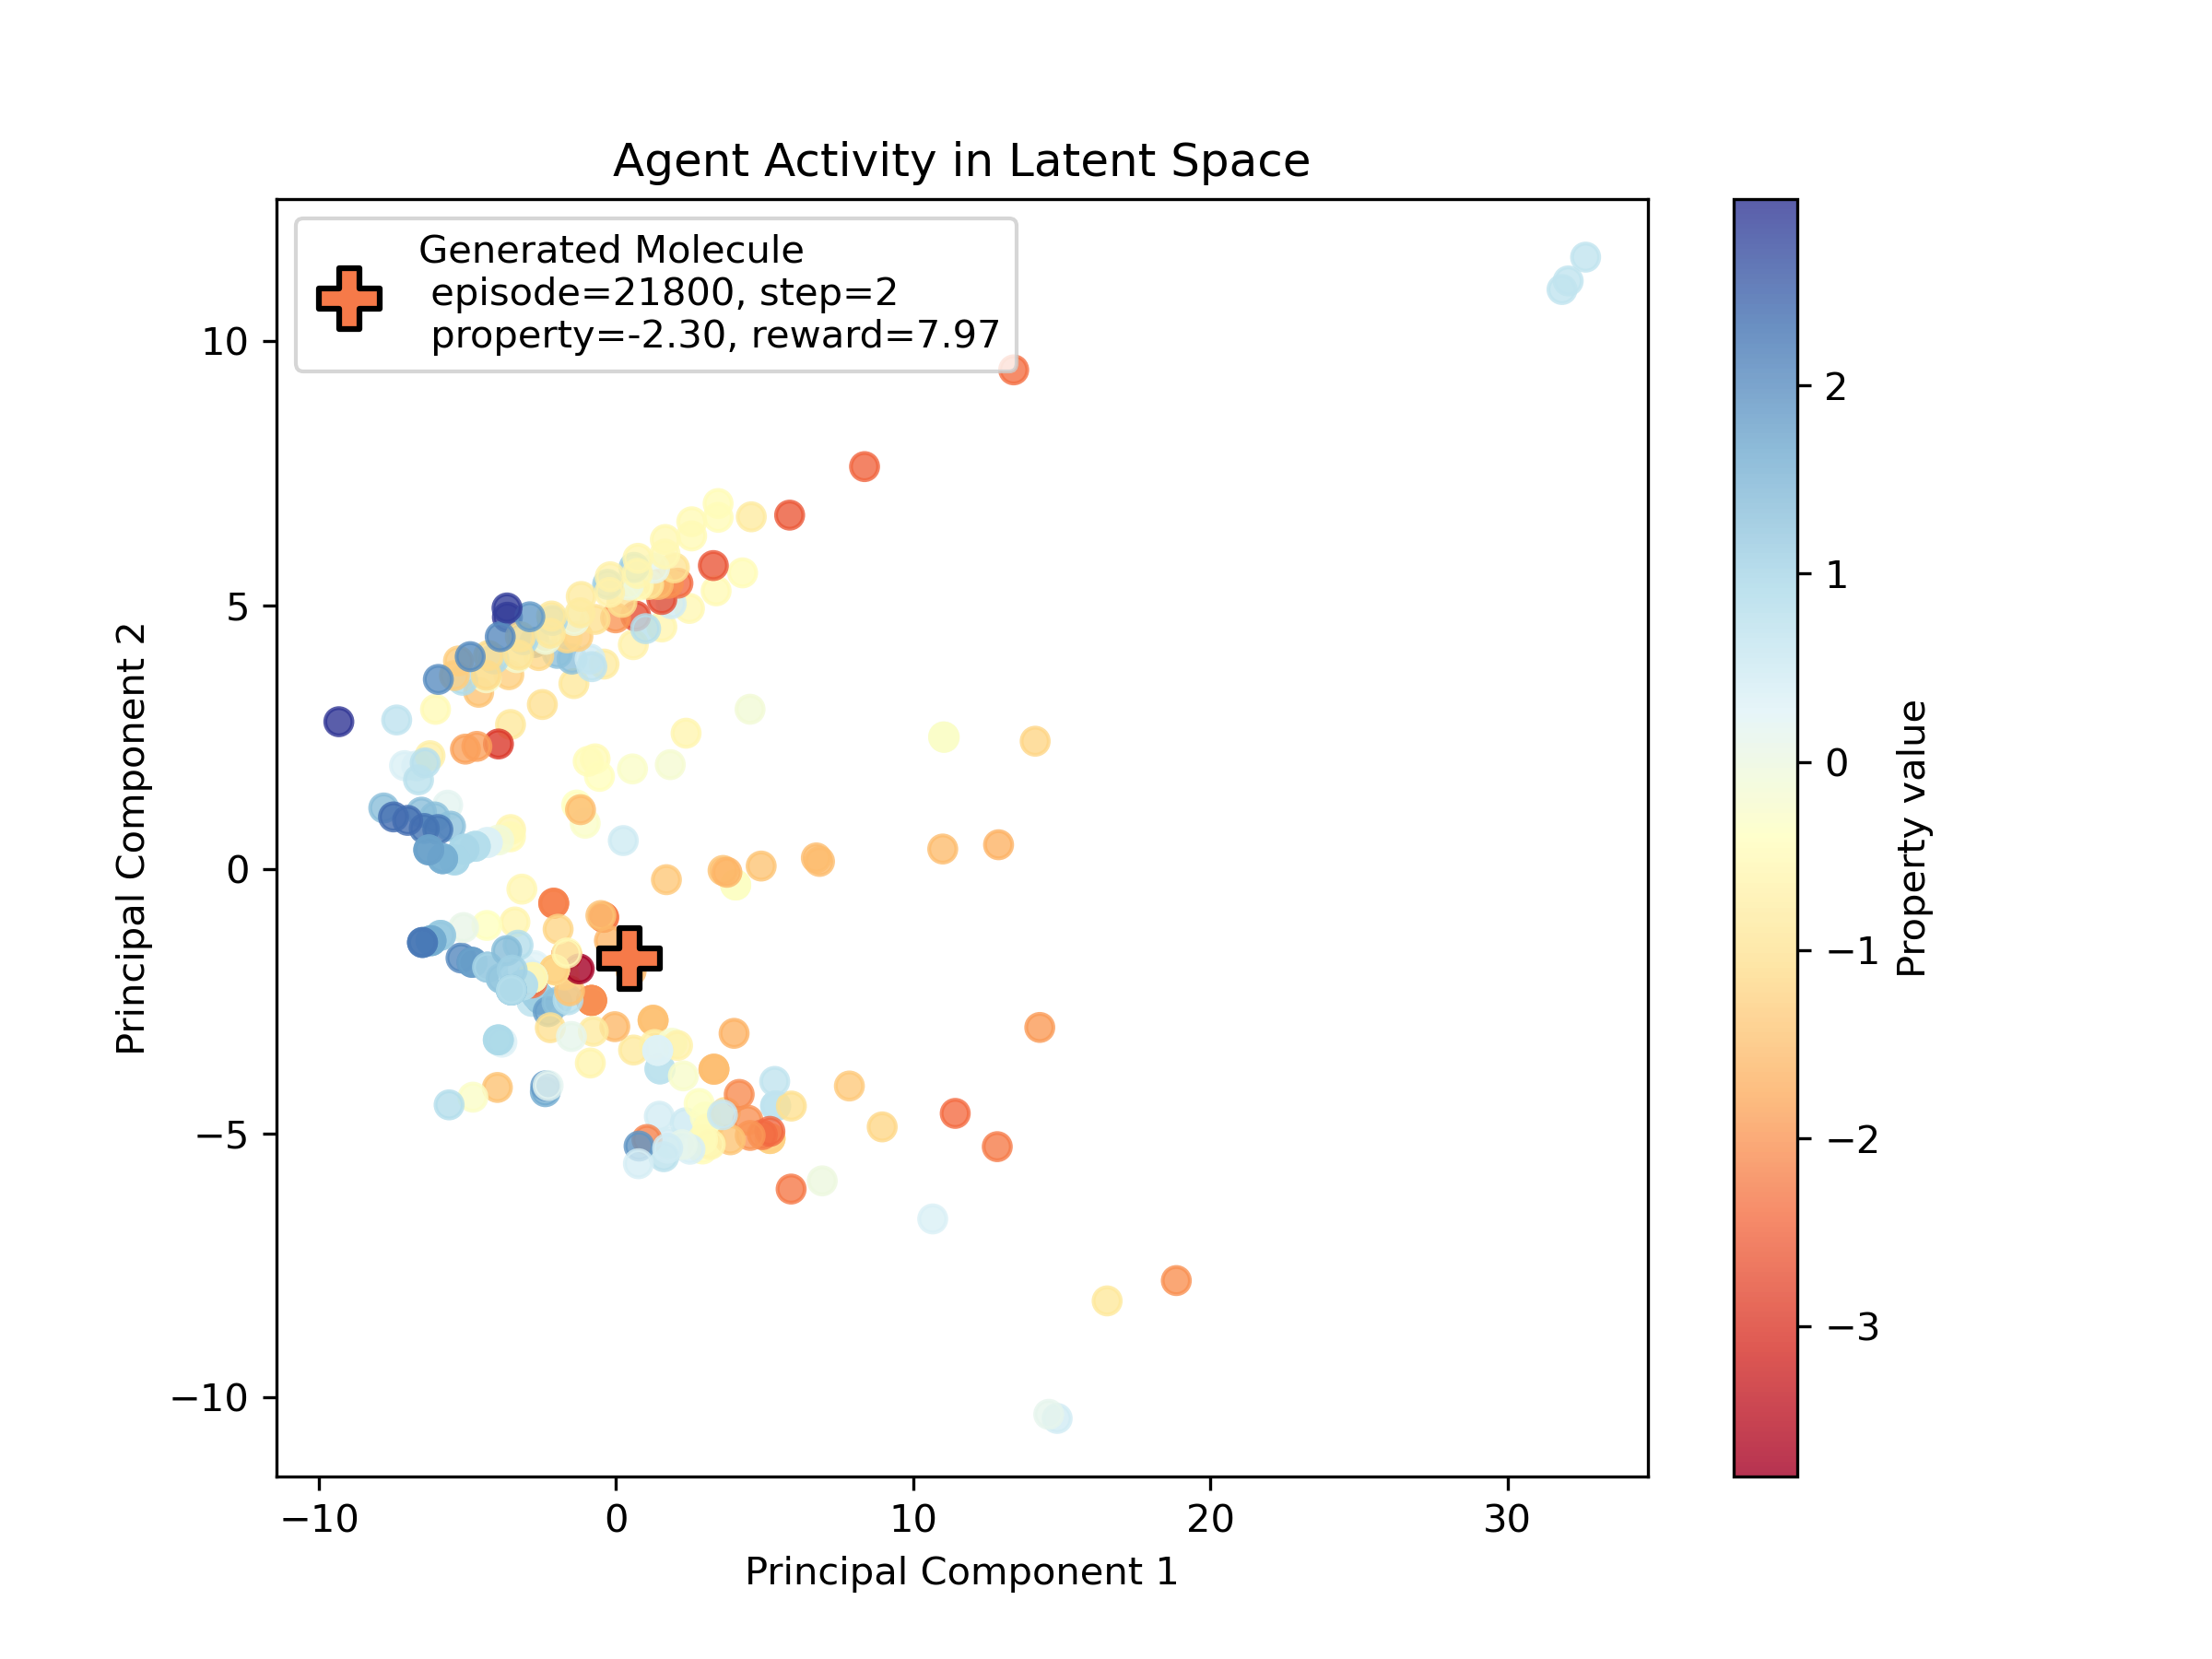 Agent Activity in Latent Space
Generated Molecule
episode=21800, step=2
property=-2.30, reward=7.97
10
5
0
−5
−10
Principal Component 2
−10
0
10
20
30
Principal Component 1
2
1
0
−1
−2
−3
Property value